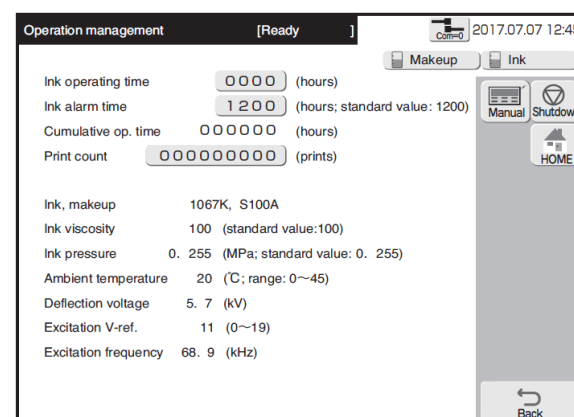 Operation management [Ready ] Com=0 2017.07.07 12:45
Makeup Ink
Ink operating time 0000 (hours)
Ink alarm time 1200 (hours; standard value: 1200)
Manual Shutdow
Cumulative op. time 000000 (hours)
Print count 000000000 (prints)
HOME
Ink, makeup 1067K, S100A
Ink viscosity 100 (standard value:100)
Ink pressure 0. 255 (MPa; standard value: 0. 255)
Ambient temperature 20 (℃; range: 0～45)
Deflection voltage 5. 7 (kV)
Excitation V-ref. 11 (0～19)
Excitation frequency 68. 9 (kHz)
Back